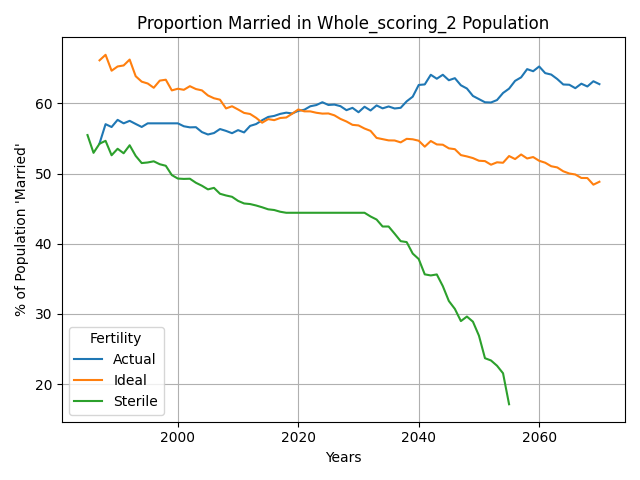 Proportion Married in Whole_scoring_2 Population
% of Population 'Married'
60
50
40
30
20
Fertility
Actual
Ideal
Sterile
2000 2020 2040 2060
Years